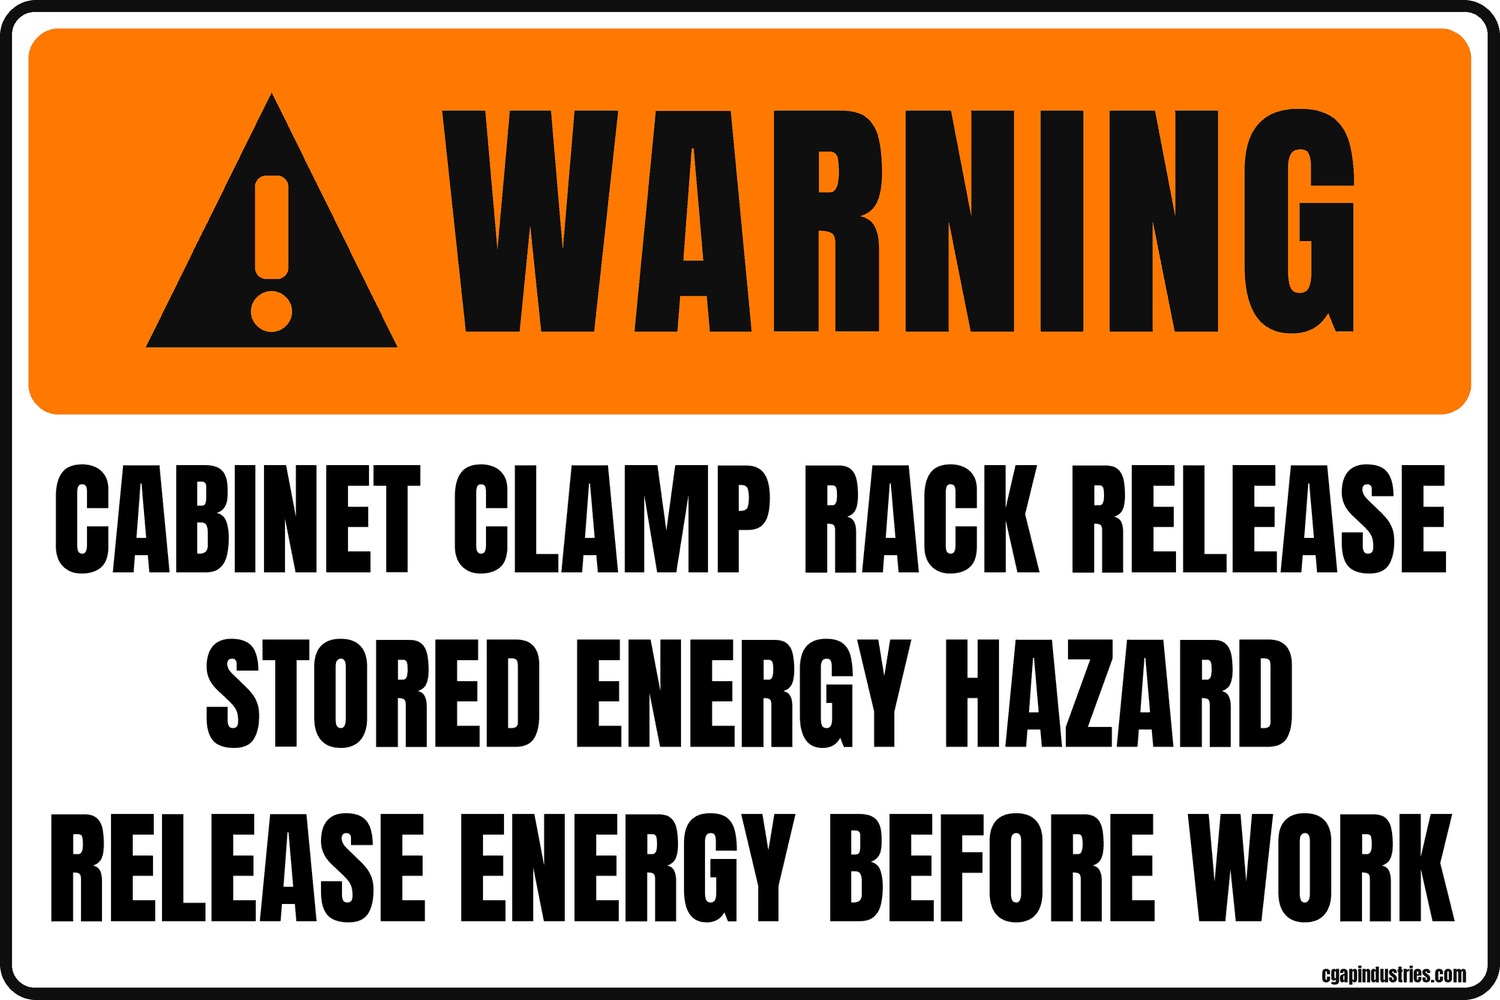 WARNING
CABINET CLAMP RACK RELEASE
STORED ENERGY HAZARD
RELEASE ENERGY BEFORE WORK
cgapindustries.com